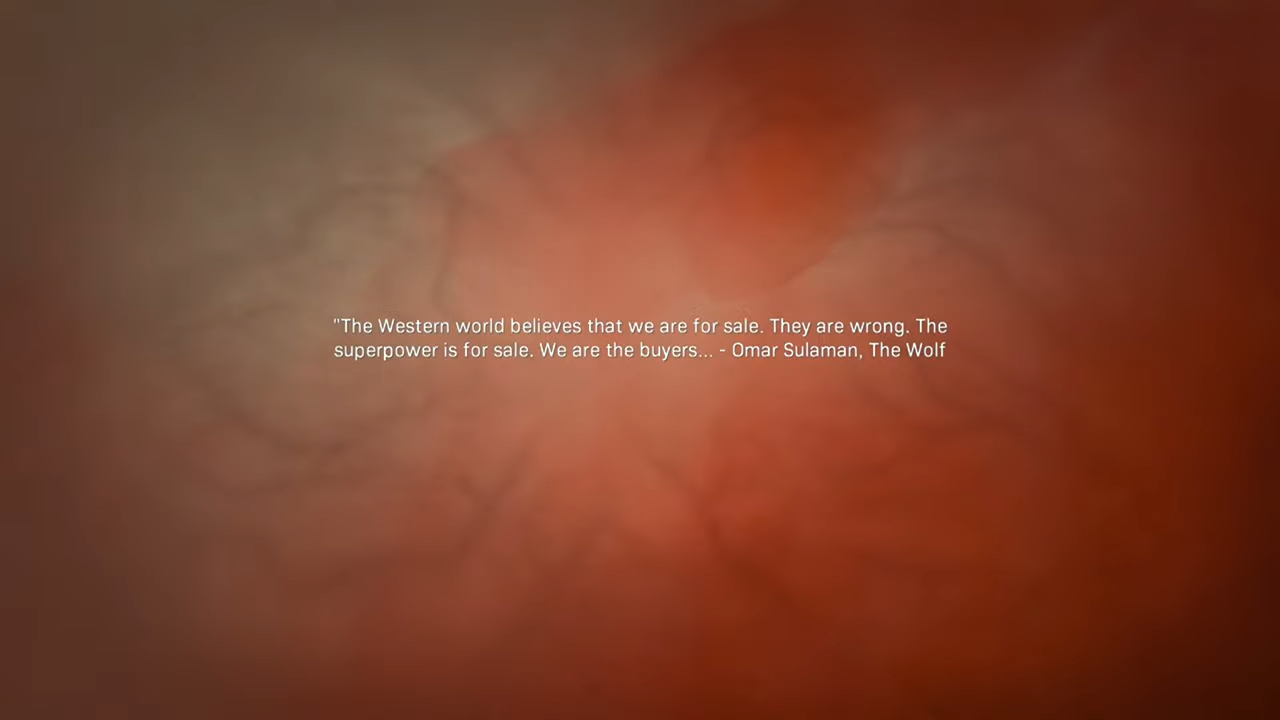 "The Western world believes that we are for sale. They are wrong. The
superpower is for sale. We are the buyers... - Omar Sulaman, The Wolf